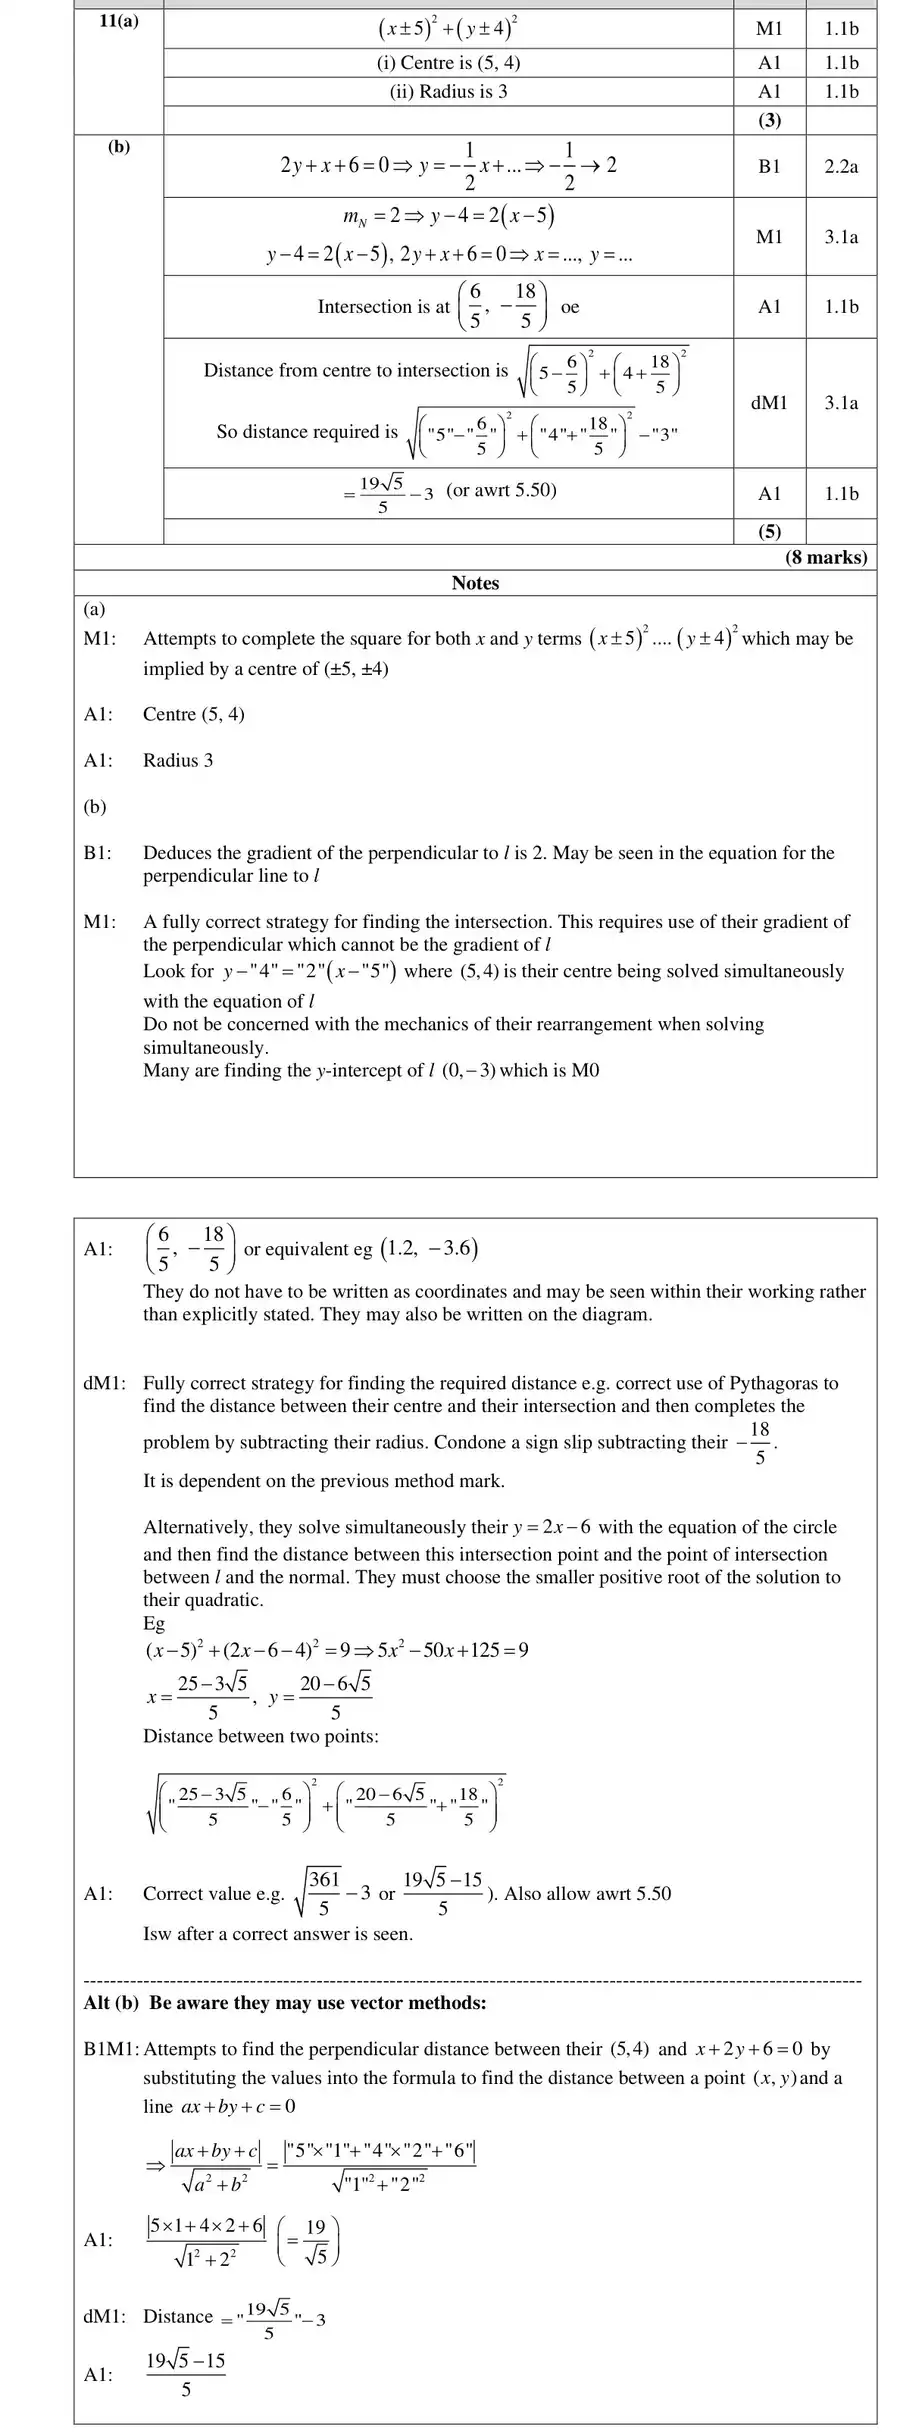 11(a) (x±5)² + (y±4)² M1 1.1b
(i) Centre is (5, 4) A1 1.1b
(ii) Radius is 3 A1 1.1b
(3)
(b) 2y + x + 6 = 0 ⇒ y = −1/2 x + ... ⇒ −1/2 → 2 B1 2.2a
m_N = 2 ⇒ y − 4 = 2(x − 5)
y − 4 = 2(x − 5), 2y + x + 6 = 0 ⇒ x = ..., y = ... M1 3.1a
Intersection is at (6/5, −18/5) oe A1 1.1b
Distance from centre to intersection is √((5 − 6/5)² + (4 + 18/5)²)
So distance required is √(("5"−"6/5")² + ("4"+"18/5")²) − "3" dM1 3.1a
= 19√5/5 − 3 (or awrt 5.50) A1 1.1b
(5)
(8 marks)
Notes
(a)
M1: Attempts to complete the square for both x and y terms (x±5)² .... (y±4)² which may be
implied by a centre of (±5, ±4)
A1: Centre (5, 4)
A1: Radius 3
(b)
B1: Deduces the gradient of the perpendicular to l is 2. May be seen in the equation for the
perpendicular line to l
M1: A fully correct strategy for finding the intersection. This requires use of their gradient of
the perpendicular which cannot be the gradient of l
Look for y − "4" = "2"(x − "5") where (5, 4) is their centre being solved simultaneously
with the equation of l
Do not be concerned with the mechanics of their rearrangement when solving
simultaneously.
Many are finding the y-intercept of l (0, −3) which is M0
A1: (6/5, −18/5) or equivalent eg (1.2, −3.6)
They do not have to be written as coordinates and may be seen within their working rather
than explicitly stated. They may also be written on the diagram.
dM1: Fully correct strategy for finding the required distance e.g. correct use of Pythagoras to
find the distance between their centre and their intersection and then completes the
problem by subtracting their radius. Condone a sign slip subtracting their −18/5.
It is dependent on the previous method mark.
Alternatively, they solve simultaneously their y = 2x − 6 with the equation of the circle
and then find the distance between this intersection point and the point of intersection
between l and the normal. They must choose the smaller positive root of the solution to
their quadratic.
Eg
(x − 5)² + (2x − 6 − 4)² = 9 ⇒ 5x² − 50x + 125 = 9
x = (25 − 3√5)/5, y = (20 − 6√5)/5
Distance between two points:
√(("(25 − 3√5)/5" − "6/5")² + ("(20 − 6√5)/5" + "18/5")²)
A1: Correct value e.g. √(361/5) − 3 or (19√5 − 15)/5 ). Also allow awrt 5.50
Isw after a correct answer is seen.
--------------------------------------------------------------------------------
Alt (b) Be aware they may use vector methods:
B1M1: Attempts to find the perpendicular distance between their (5, 4) and x + 2y + 6 = 0 by
substituting the values into the formula to find the distance between a point (x, y) and a
line ax + by + c = 0
⇒ |ax + by + c|/√(a² + b²) = |"5"×"1"+"4"×"2"+"6"|/√("1"² + "2"²)
A1: |5×1 + 4×2 + 6|/√(1² + 2²) (= 19/√5)
dM1: Distance = "19√5/5" − 3
A1: (19√5 − 15)/5